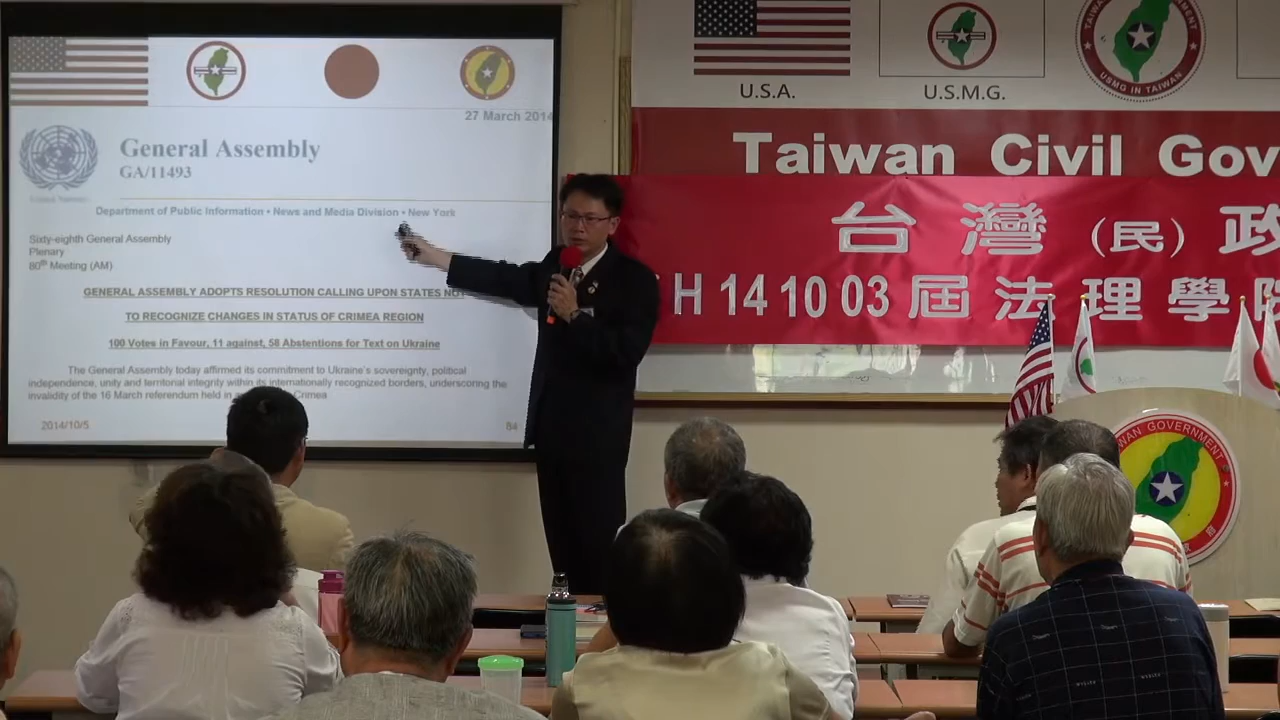 27 March 2014
General Assembly
GA/11493
Department of Public Information • News and Media Division • New York
Sixty-eighth General Assembly
Plenary
80th Meeting (AM)
GENERAL ASSEMBLY ADOPTS RESOLUTION CALLING UPON STATES NOT
TO RECOGNIZE CHANGES IN STATUS OF CRIMEA REGION
100 Votes in Favour, 11 against, 58 Abstentions for Text on Ukraine
The General Assembly today affirmed its commitment to Ukraine's sovereignty, political
independence, unity and territorial integrity within its internationally recognized borders, underscoring the
invalidity of the 16 March referendum held in Crimea
2014/10/5
84
U.S.A.
U.S.M.G.
USMG IN TAIWAN
Taiwan Civil Gov
台灣(民)政
H 14 10 03 屆法理學院
WAN GOVERNMENT